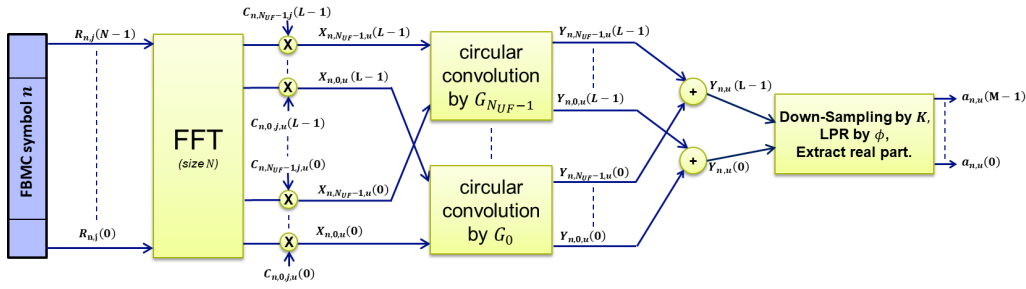 FBMC symbol n
R_{n,j}(N−1)
R_{n,j}(0)
FFT
(size N)
C_{n,N_{UF}−1,j}(L−1)
C_{n,0,j,u}(L−1)
C_{n,N_{UF}−1,j,u}(0)
C_{n,0,j,u}(0)
X
X
X
X
X_{n,N_{UF}−1,u}(L−1)
X_{n,0,u}(L−1)
X_{n,N_{UF}−1,u}(0)
X_{n,0,u}(0)
circular
convolution
by G_{N_{UF}−1}
circular
convolution
by G_0
Y_{n,N_{UF}−1,u}(L−1)
Y_{n,0,u}(L−1)
Y_{n,N_{UF}−1,u}(0)
Y_{n,0,u}(0)
+
+
Y_{n,u}(L−1)
Y_{n,u}(0)
Down-Sampling by K,
LPR by ϕ,
Extract real part.
a_{n,u}(M−1)
a_{n,u}(0)